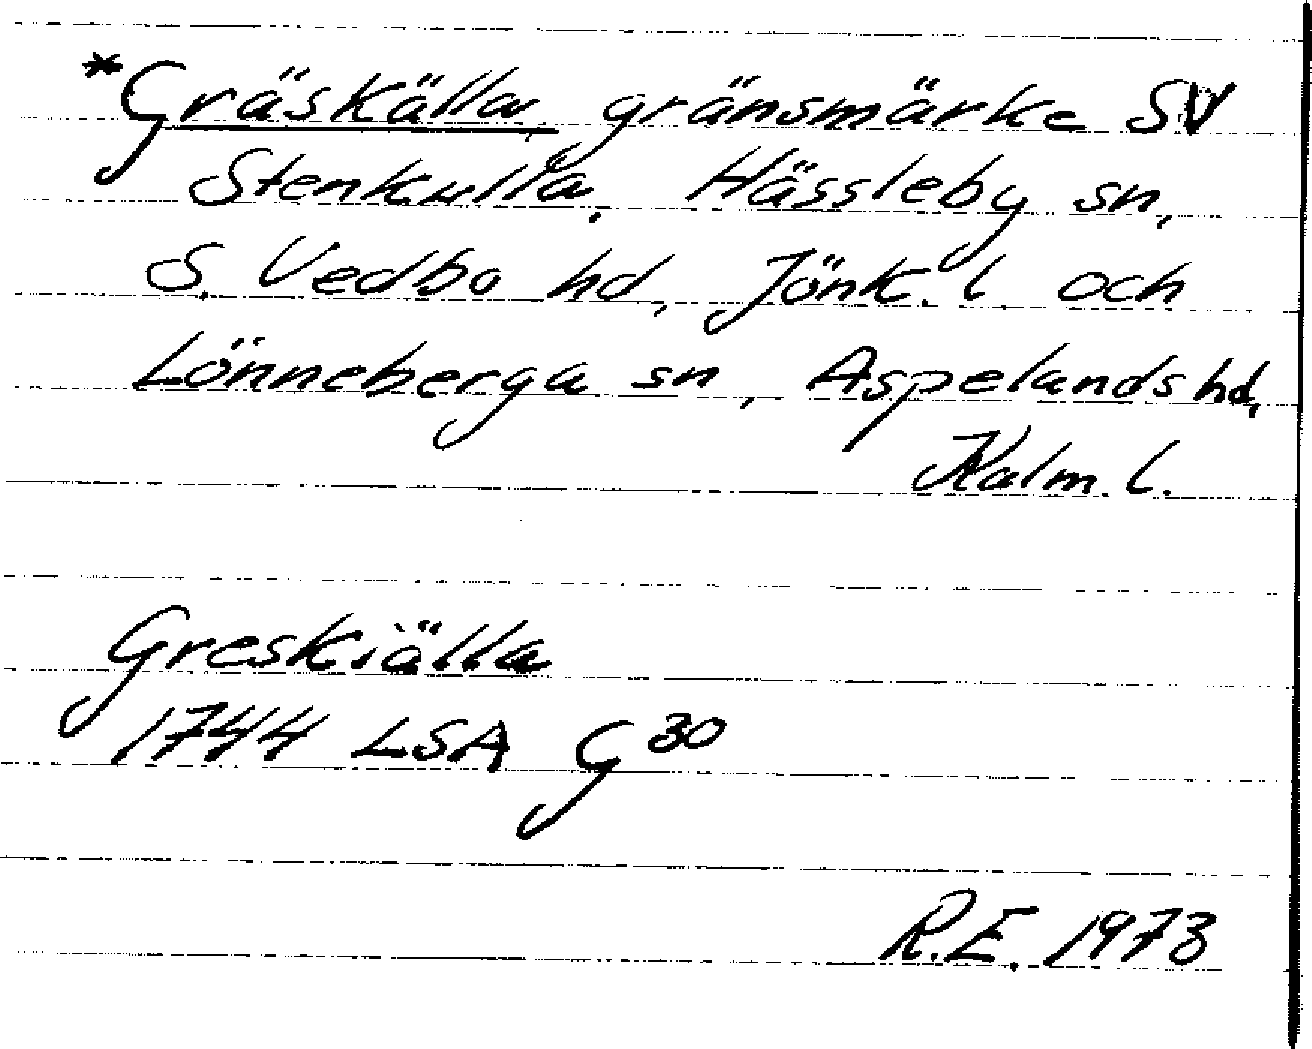 *Gräskälla, gränsmärke SV
Stenkulla, Hässleby sn,
S. Vedbo hd, Jönk. l. och
Lönneberga sn, Aspelands hd,
Kalm. l.
Greskiälla
1744 LSA G 30
R.E. 1973